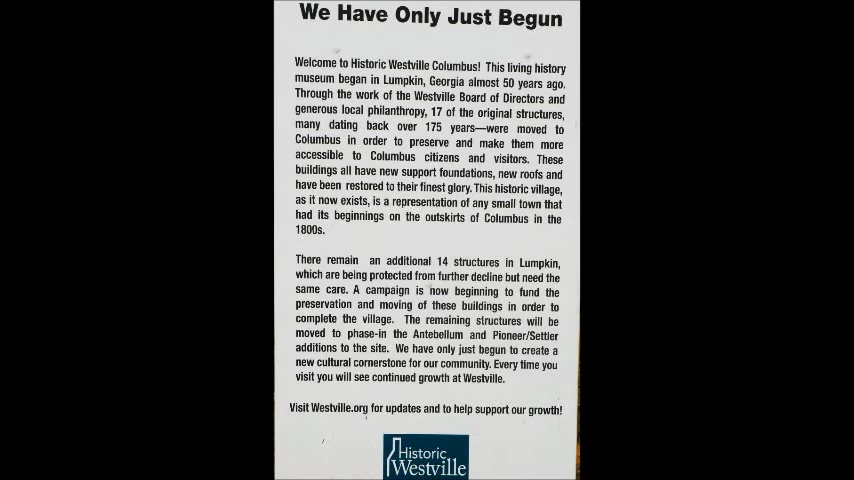 We Have Only Just Begun
Welcome to Historic Westville Columbus! This living history
museum began in Lumpkin, Georgia almost 50 years ago.
Through the work of the Westville Board of Directors and
generous local philanthropy, 17 of the original structures,
many dating back over 175 years—were moved to
Columbus in order to preserve and make them more
accessible to Columbus citizens and visitors. These
buildings all have new support foundations, new roofs and
have been restored to their finest glory. This historic village,
as it now exists, is a representation of any small town that
had its beginnings on the outskirts of Columbus in the
1800s.
There remain an additional 14 structures in Lumpkin,
which are being protected from further decline but need the
same care. A campaign is now beginning to fund the
preservation and moving of these buildings in order to
complete the village. The remaining structures will be
moved to phase-in the Antebellum and Pioneer/Settler
additions to the site. We have only just begun to create a
new cultural cornerstone for our community. Every time you
visit you will see continued growth at Westville.
Visit Westville.org for updates and to help support our growth!
Historic
Westville